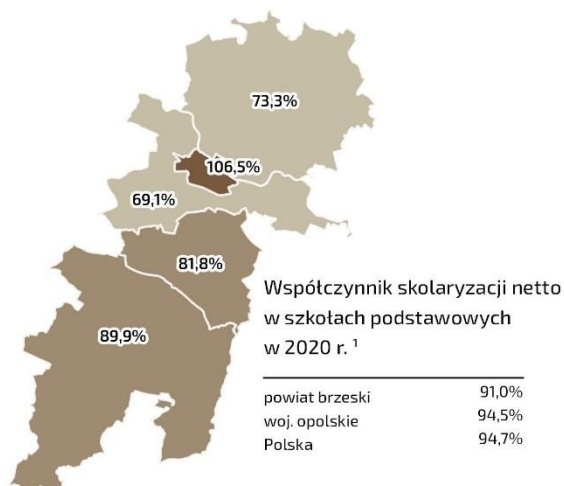 73,3%
106,5%
69,1%
81,8%
89,9%
Współczynnik skolaryzacji netto
w szkołach podstawowych
w 2020 r. ¹
powiat brzeski 91,0%
woj. opolskie 94,5%
Polska 94,7%